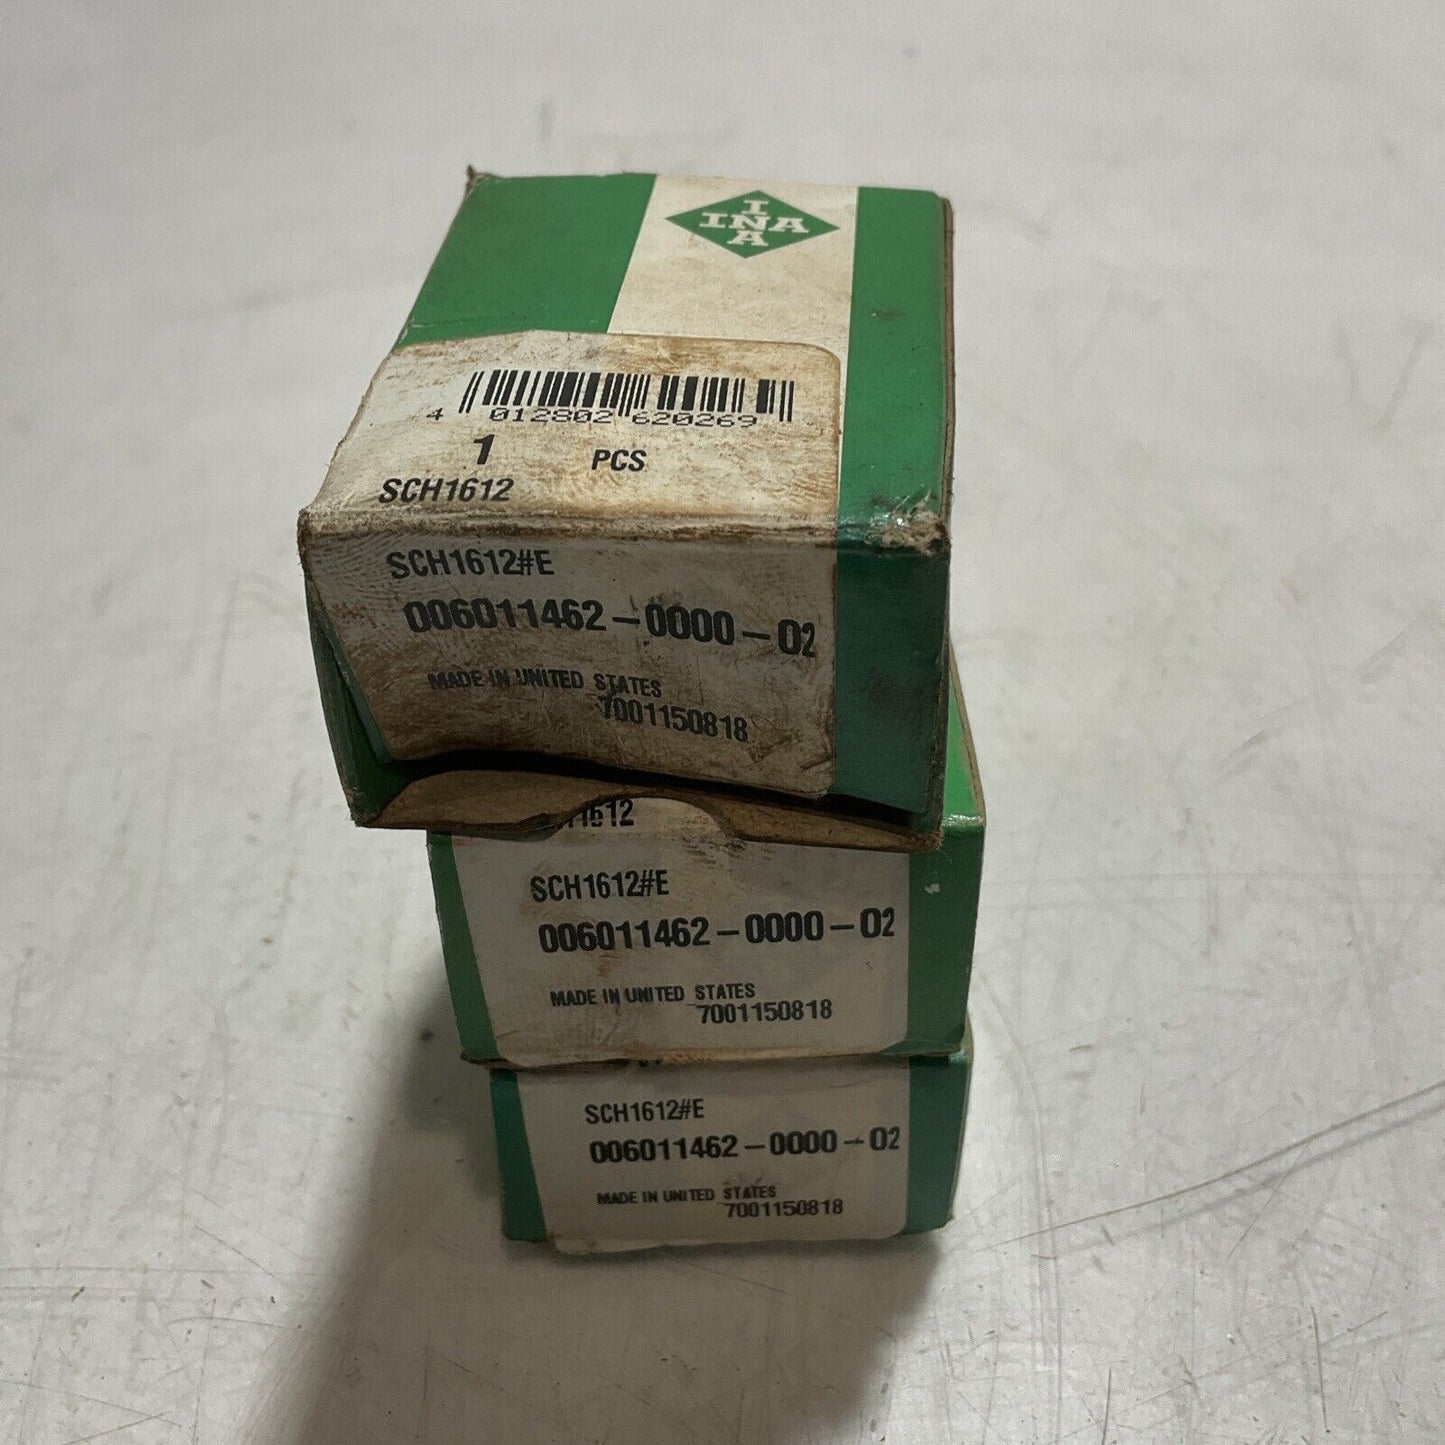 I
INA
A
4 012802 620269
1 PCS
SCH1612
SCH1612#E
006011462-0000-02
MADE IN UNITED STATES
7001150818
1612
SCH1612#E
006011462-0000-02
MADE IN UNITED STATES
7001150818
SCH1612#E
006011462-0000-02
MADE IN UNITED STATES
7001150818